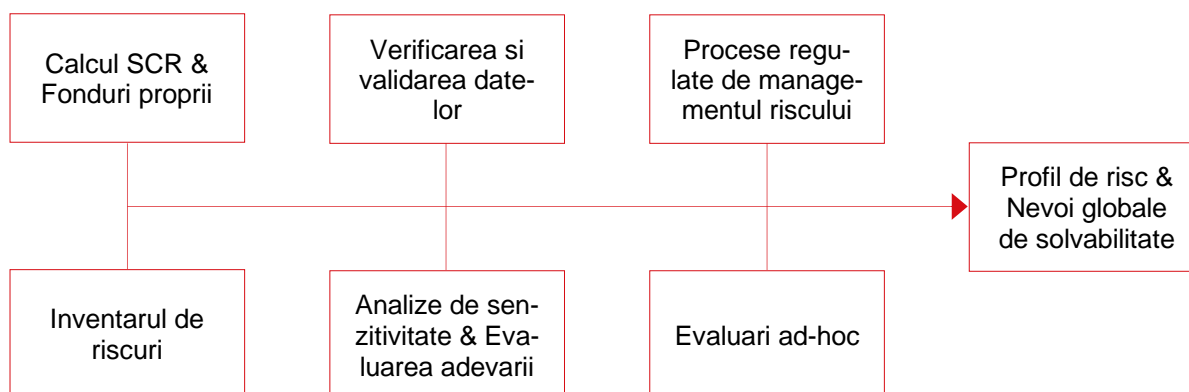 Calcul SCR &
Fonduri proprii
Verificarea si
validarea date-
lor
Procese regu-
late de manage-
mentul riscului
Profil de risc &
Nevoi globale
de solvabilitate
Inventarul de
riscuri
Analize de sen-
zitivitate & Eva-
luarea adevarii
Evaluari ad-hoc